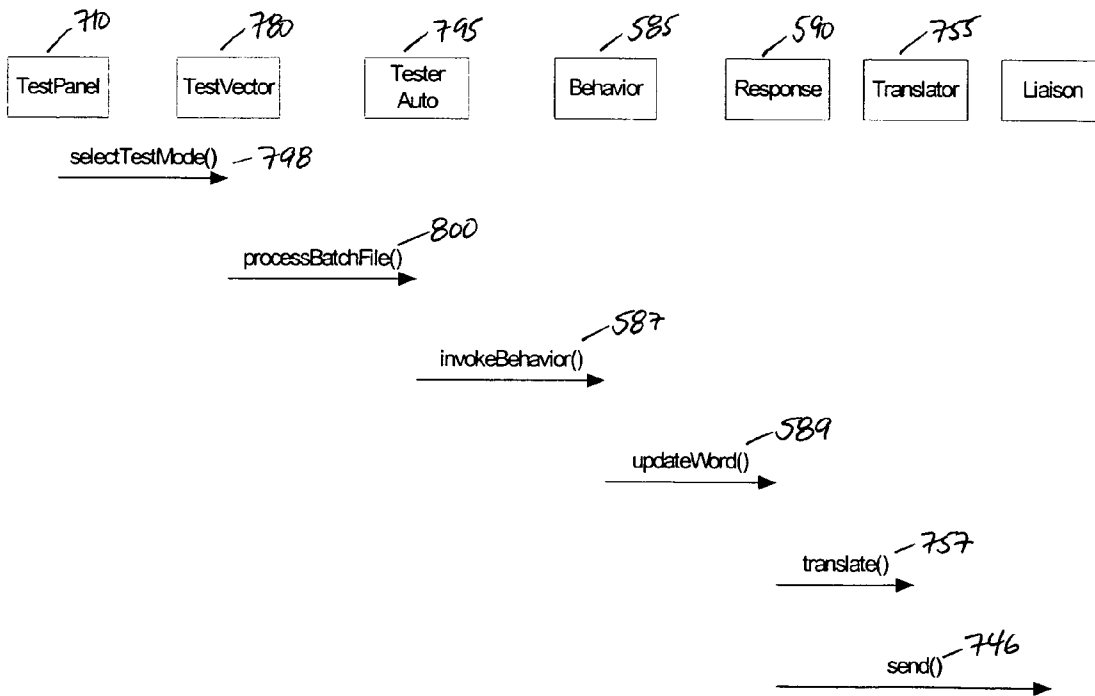 710 780 795 585 590 755
TestPanel TestVector Tester Auto Behavior Response Translator Liaison
selectTestMode() 798
800
processBatchFile()
587
invokeBehavior()
589
updateWord()
757
translate()
746
send()